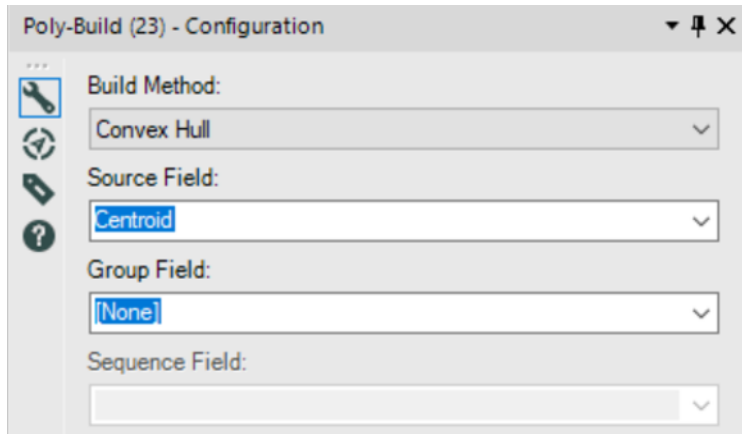 Poly-Build (23) - Configuration
Build Method:
Convex Hull
Source Field:
Centroid
Group Field:
[None]
Sequence Field: